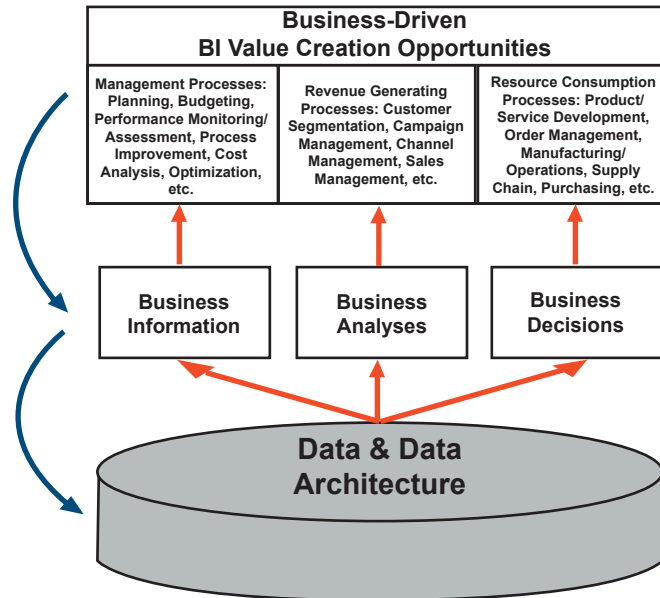 Business-Driven
BI Value Creation Opportunities
Management Processes:
Planning, Budgeting,
Performance Monitoring/
Assessment, Process
Improvement, Cost
Analysis, Optimization,
etc.
Revenue Generating
Processes: Customer
Segmentation, Campaign
Management, Channel
Management, Sales
Management, etc.
Resource Consumption
Processes: Product/
Service Development,
Order Management,
Manufacturing/
Operations, Supply
Chain, Purchasing, etc.
Business
Information
Business
Analyses
Business
Decisions
Data & Data
Architecture